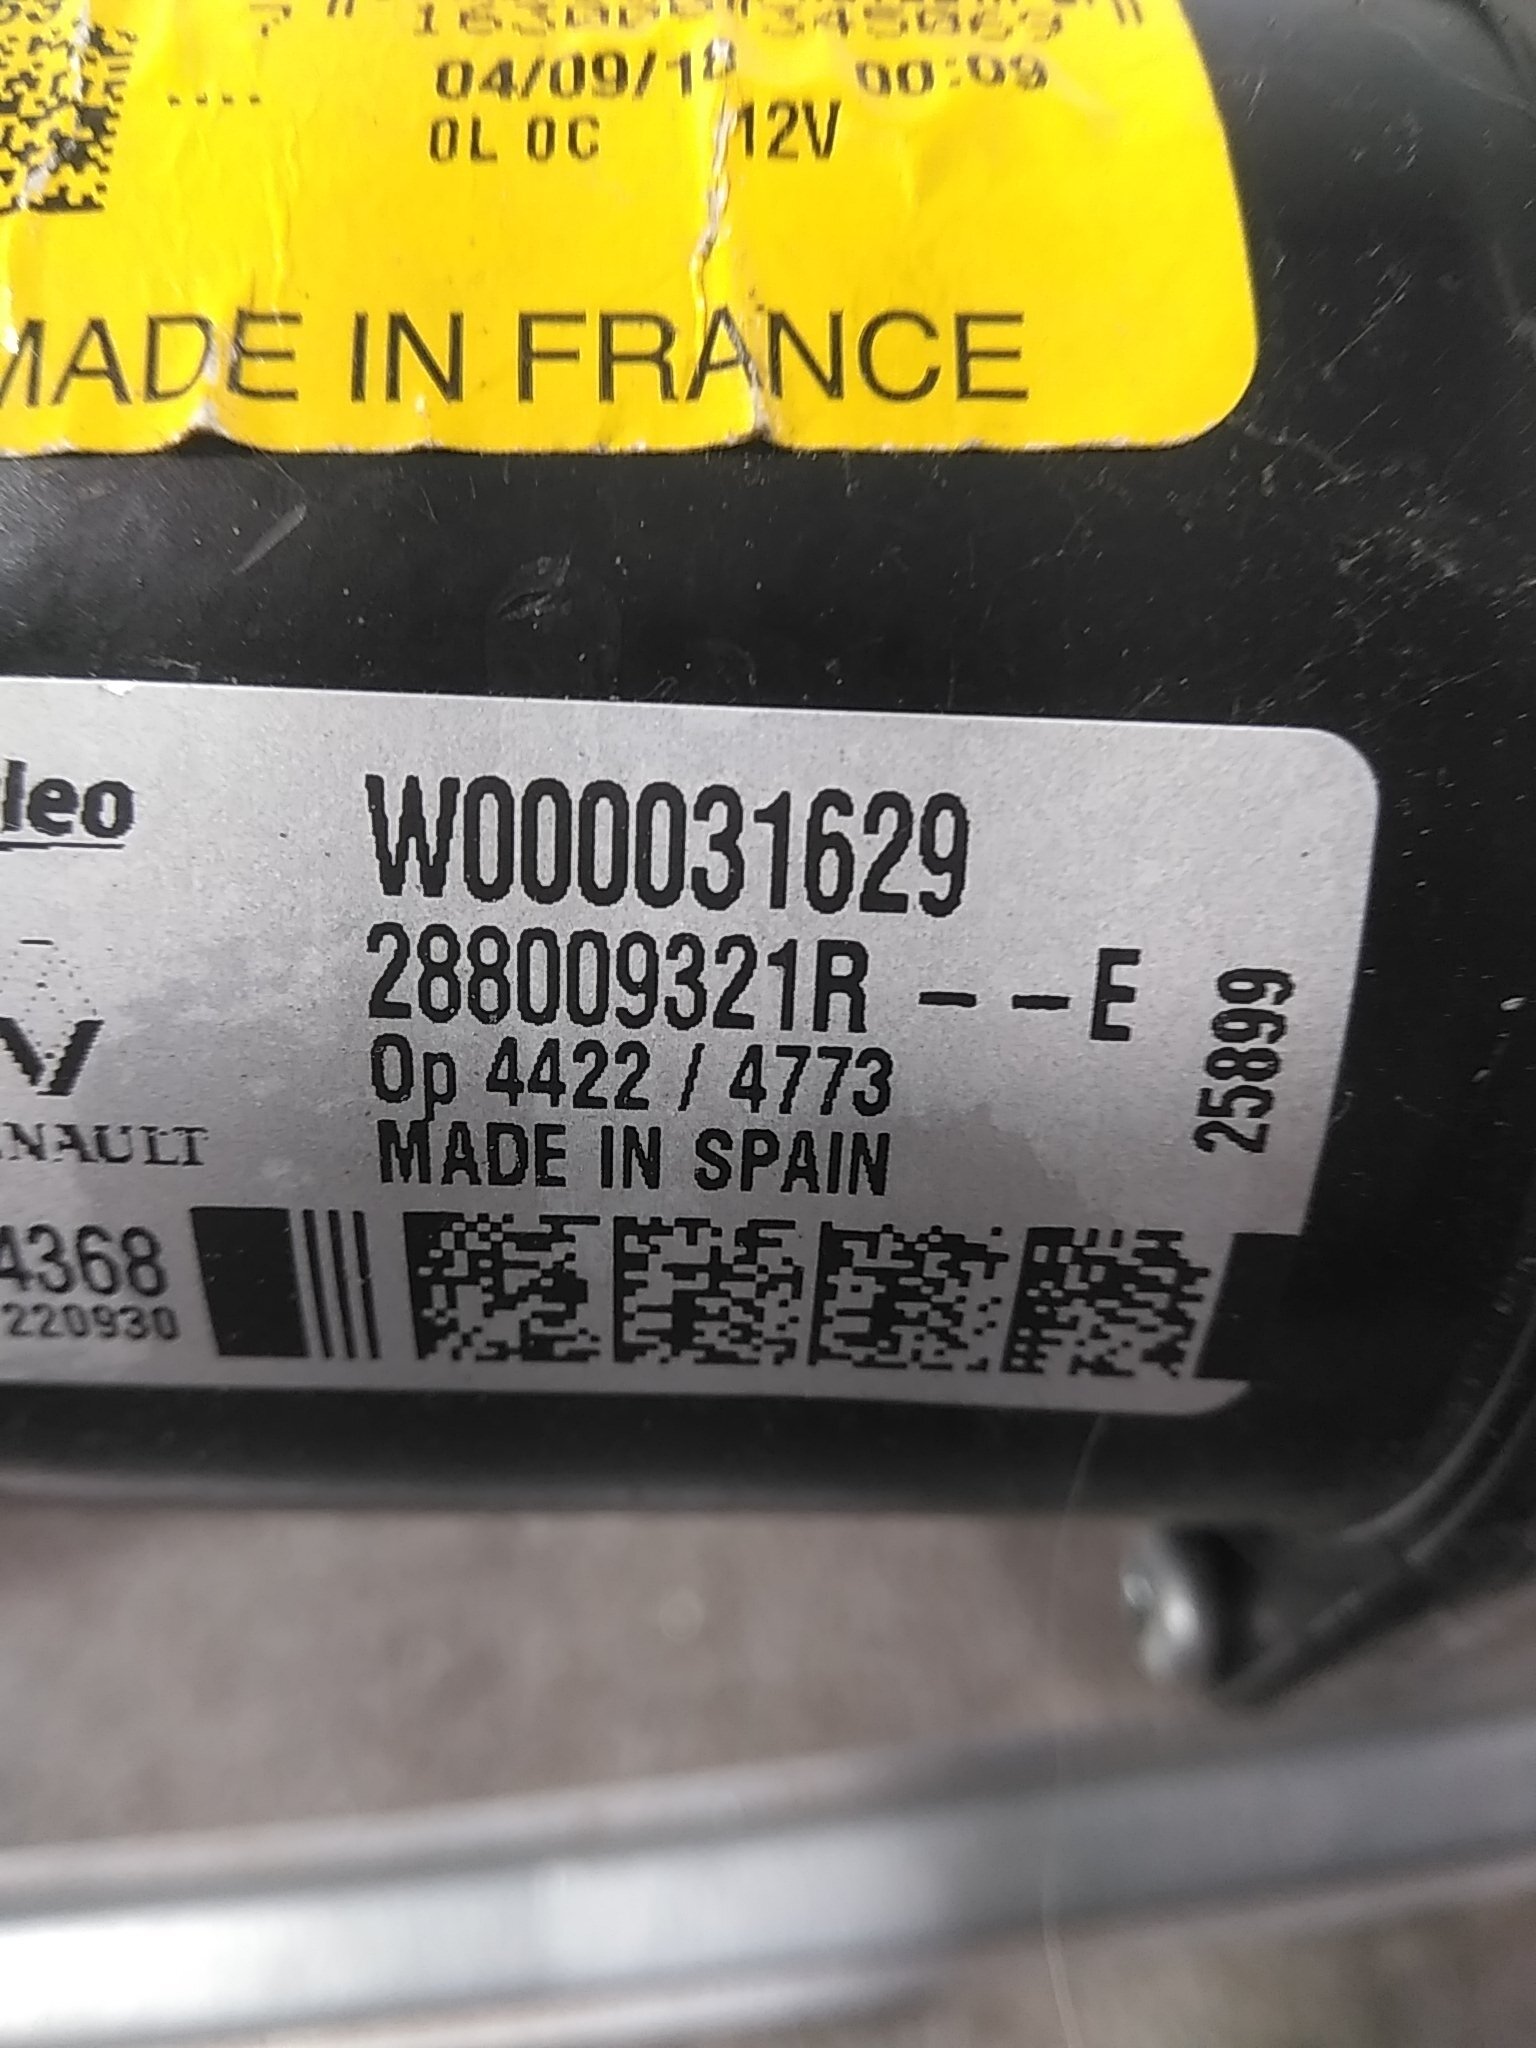 04/09/18 00:09
0L 0C 12V
MADE IN FRANCE
leo
W000031629
288009321R -- E
Op 4422 / 4773
MADE IN SPAIN
25899
ENAULT
4368
220930